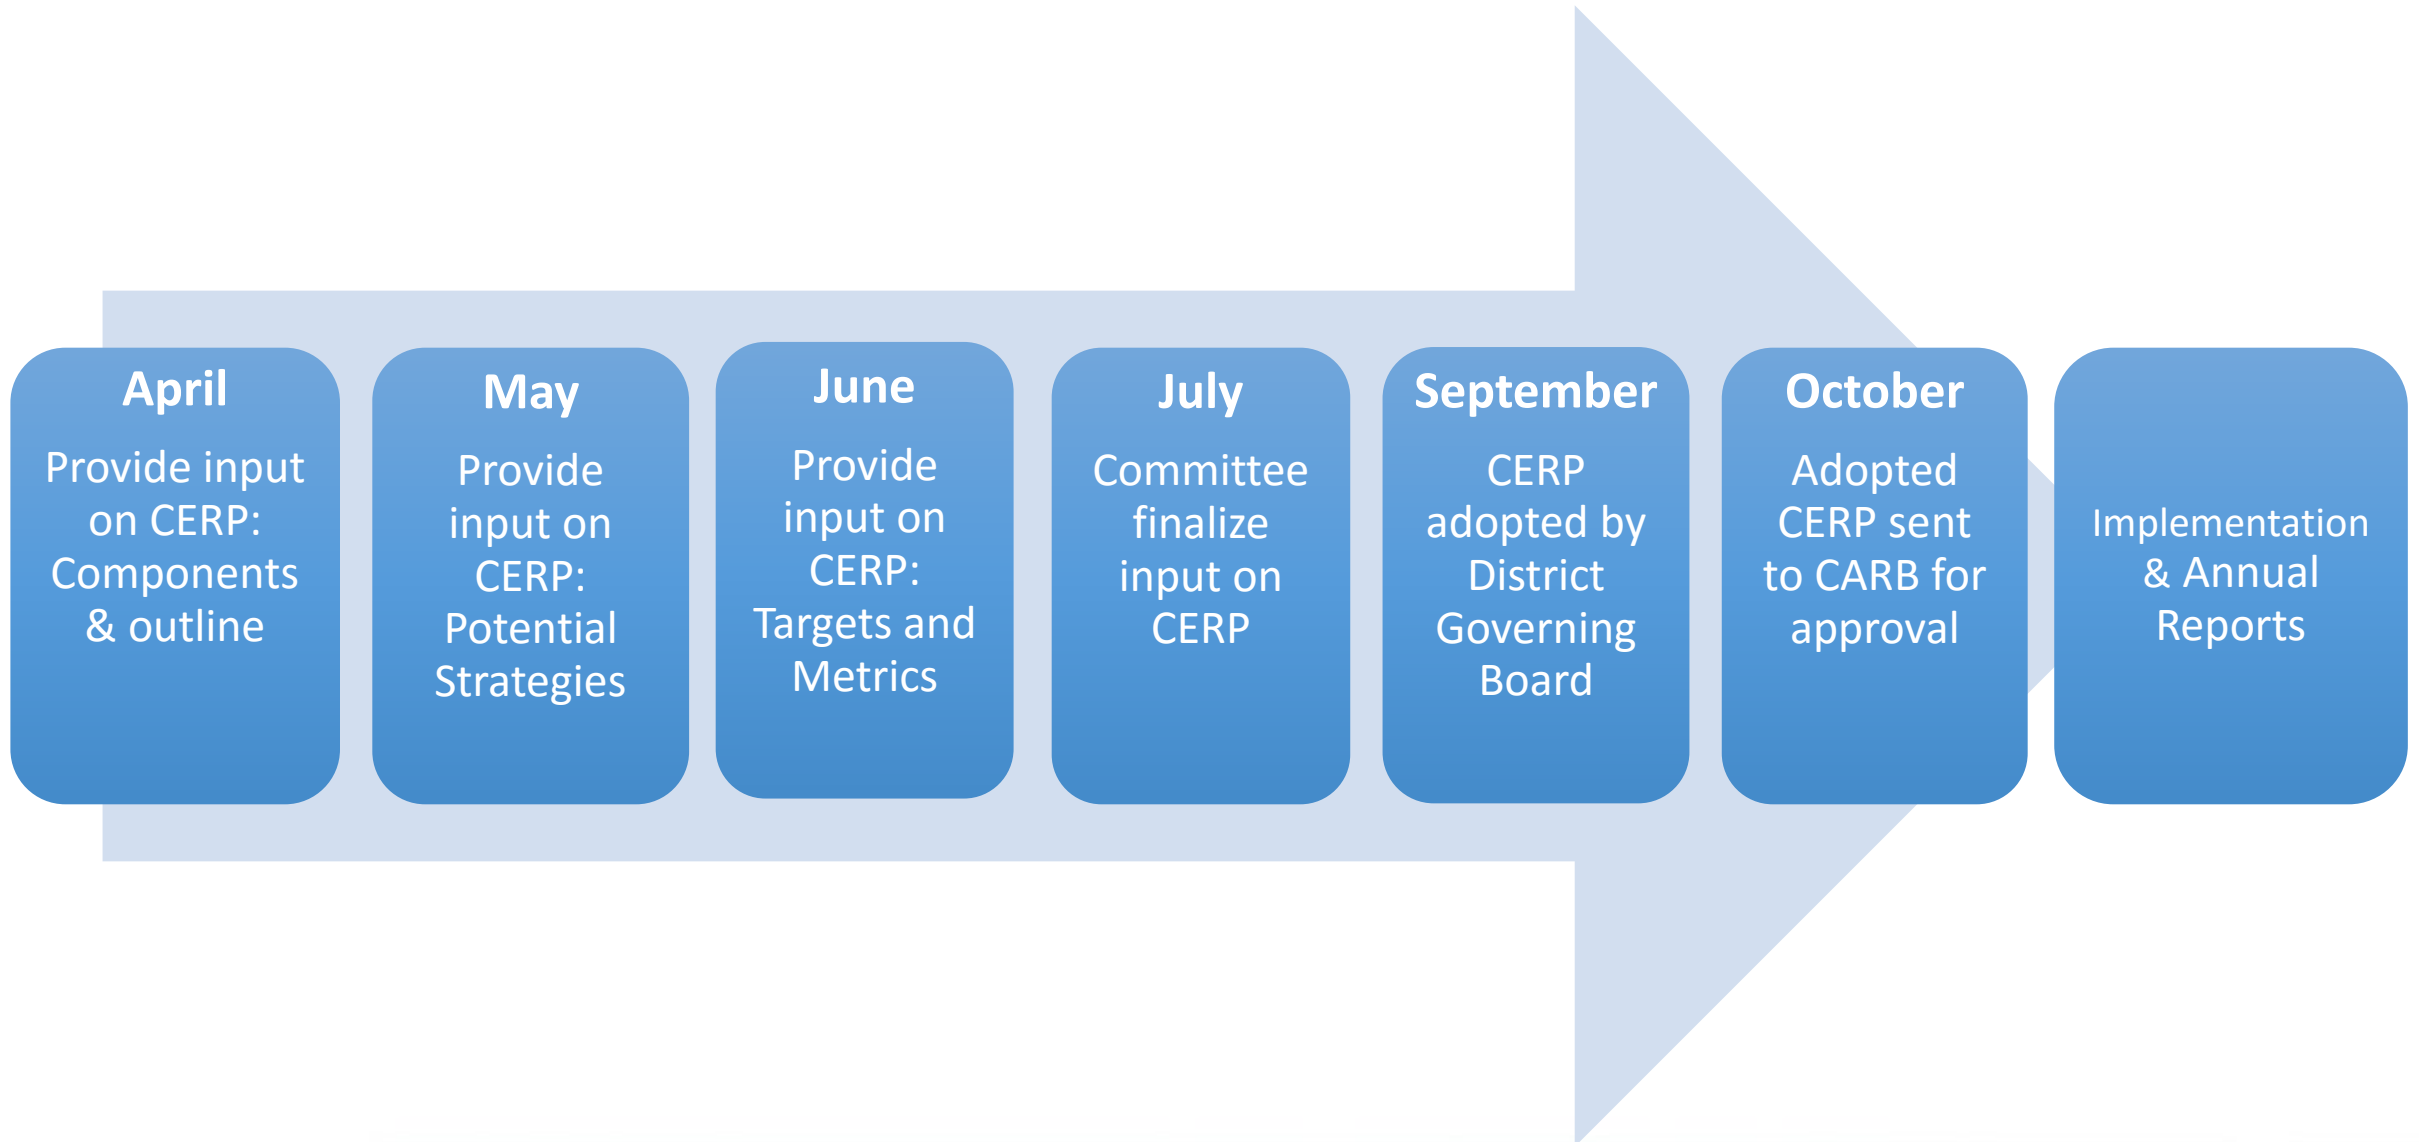 April
Provide input
on CERP:
Components
& outline
May
Provide
input on
CERP:
Potential
Strategies
June
Provide
input on
CERP:
Targets and
Metrics
July
Committee
finalize
input on
CERP
September
CERP
adopted by
District
Governing
Board
October
Adopted
CERP sent
to CARB for
approval
Implementation
& Annual
Reports